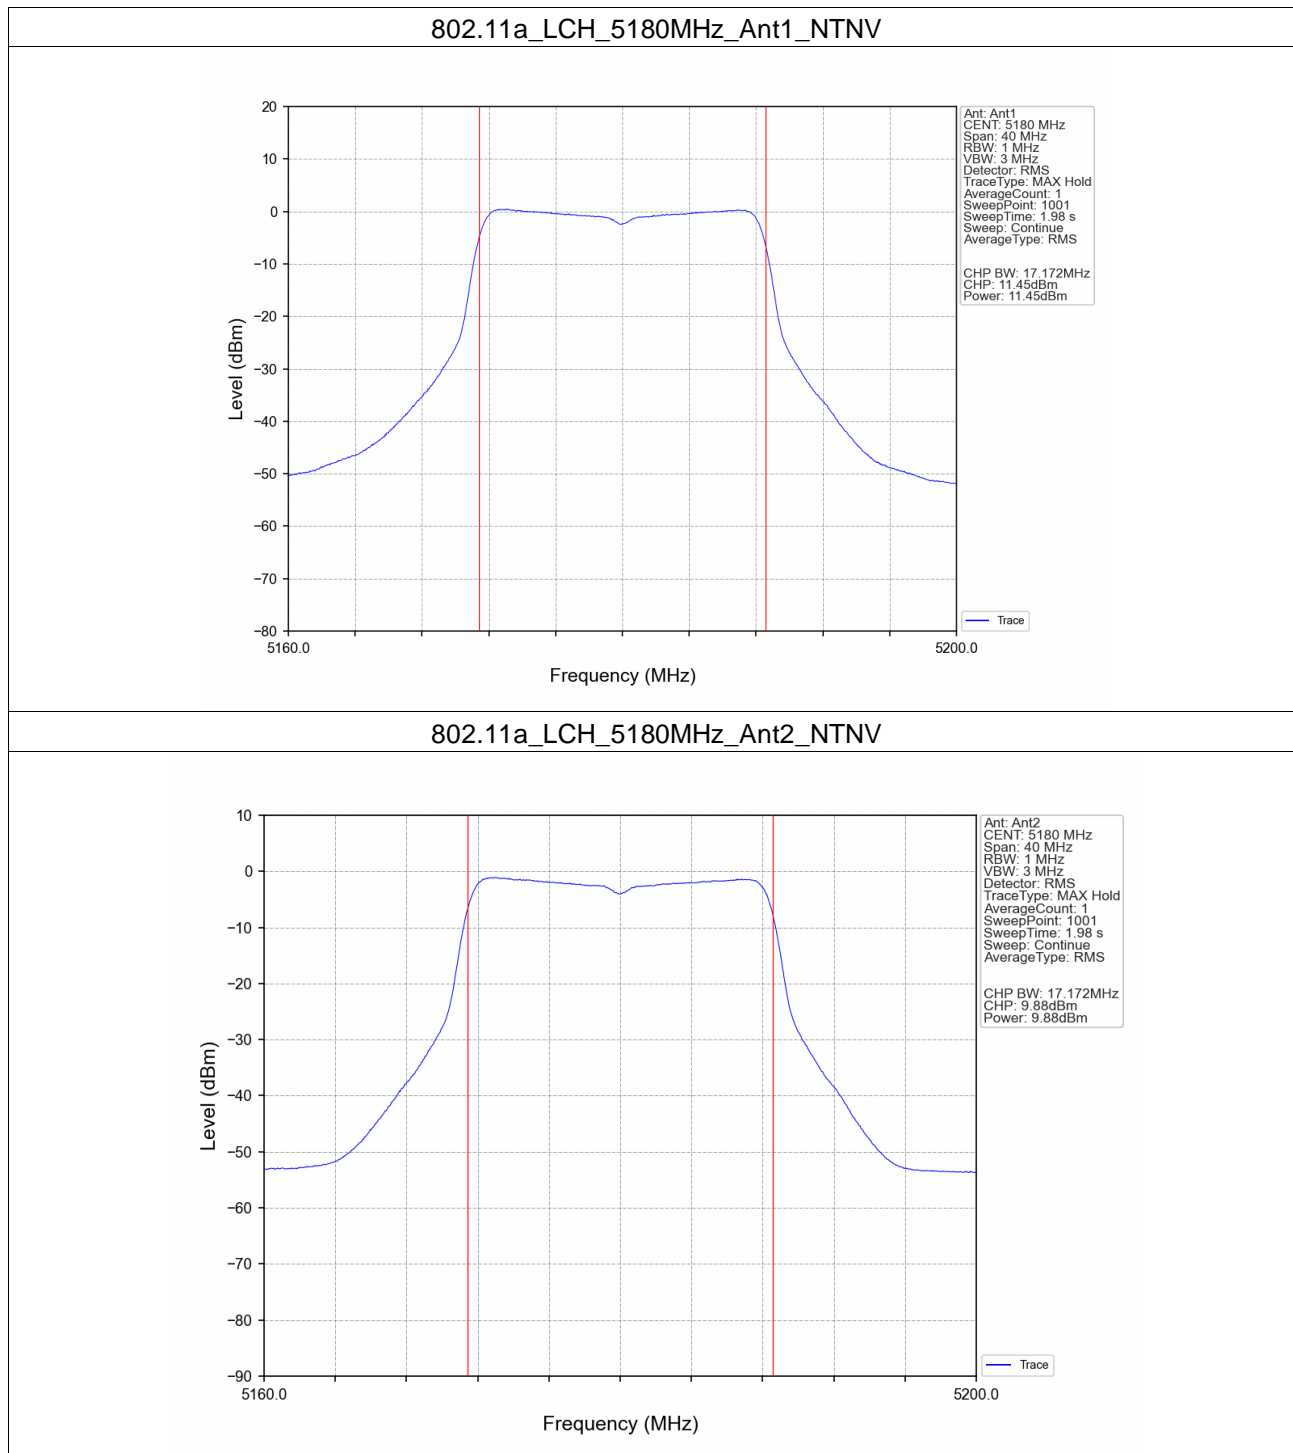 802.11a_LCH_5180MHz_Ant1_NTNV
20
10
0
−10
−20
−30
−40
−50
−60
−70
−80
Level (dBm)
5160.0
5200.0
Frequency (MHz)
Ant: Ant1
CENT: 5180 MHz
Span: 40 MHz
RBW: 1 MHz
VBW: 3 MHz
Detector: RMS
TraceType: MAX Hold
AverageCount: 1
SweepPoint: 1001
SweepTime: 1.98 s
Sweep: Continue
AverageType: RMS
CHP BW: 17.172MHz
CHP: 11.45dBm
Power: 11.45dBm
Trace
802.11a_LCH_5180MHz_Ant2_NTNV
10
0
−10
−20
−30
−40
−50
−60
−70
−80
−90
Level (dBm)
5160.0
5200.0
Frequency (MHz)
Ant: Ant2
CENT: 5180 MHz
Span: 40 MHz
RBW: 1 MHz
VBW: 3 MHz
Detector: RMS
TraceType: MAX Hold
AverageCount: 1
SweepPoint: 1001
SweepTime: 1.98 s
Sweep: Continue
AverageType: RMS
CHP BW: 17.172MHz
CHP: 9.88dBm
Power: 9.88dBm
Trace